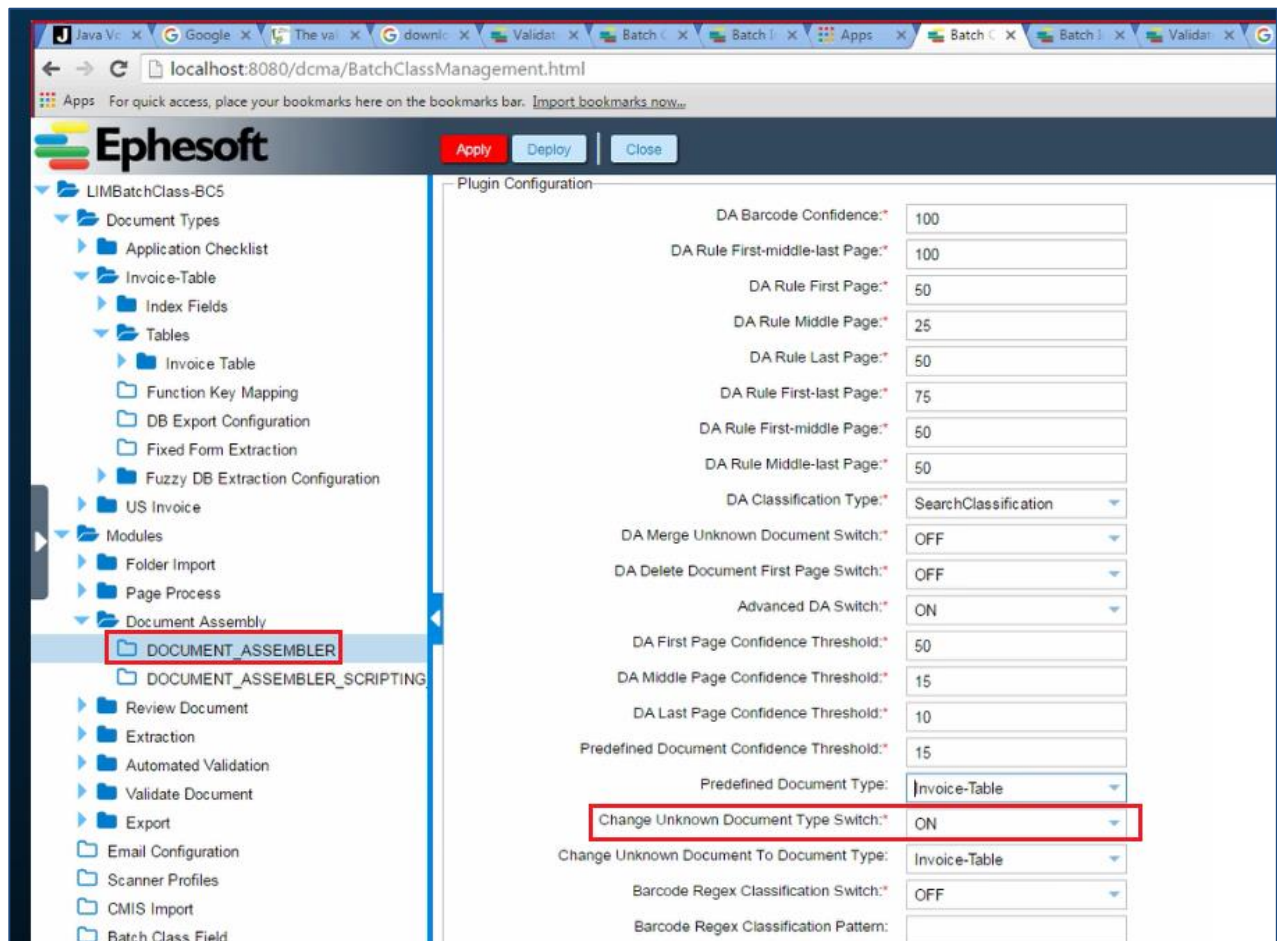 Java Vo
Google
The val
downlo
Validat
Batch C
Batch I
Apps
Batch C
Batch I
Validat
localhost:8080/dcma/BatchClassManagement.html
Apps For quick access, place your bookmarks here on the bookmarks bar. Import bookmarks now...
Ephesoft
Apply Deploy Close
LIMBatchClass-BC5
Document Types
Application Checklist
Invoice-Table
Index Fields
Tables
Invoice Table
Function Key Mapping
DB Export Configuration
Fixed Form Extraction
Fuzzy DB Extraction Configuration
US Invoice
Modules
Folder Import
Page Process
Document Assembly
DOCUMENT_ASSEMBLER
DOCUMENT_ASSEMBLER_SCRIPTING_
Review Document
Extraction
Automated Validation
Validate Document
Export
Email Configuration
Scanner Profiles
CMIS Import
Batch Class Field
Plugin Configuration
DA Barcode Confidence:* 100
DA Rule First-middle-last Page:* 100
DA Rule First Page:* 50
DA Rule Middle Page:* 25
DA Rule Last Page:* 50
DA Rule First-last Page:* 75
DA Rule First-middle Page:* 50
DA Rule Middle-last Page:* 50
DA Classification Type:* SearchClassification
DA Merge Unknown Document Switch:* OFF
DA Delete Document First Page Switch:* OFF
Advanced DA Switch:* ON
DA First Page Confidence Threshold:* 50
DA Middle Page Confidence Threshold:* 15
DA Last Page Confidence Threshold:* 10
Predefined Document Confidence Threshold:* 15
Predefined Document Type: Invoice-Table
Change Unknown Document Type Switch:* ON
Change Unknown Document To Document Type: Invoice-Table
Barcode Regex Classification Switch:* OFF
Barcode Regex Classification Pattern: